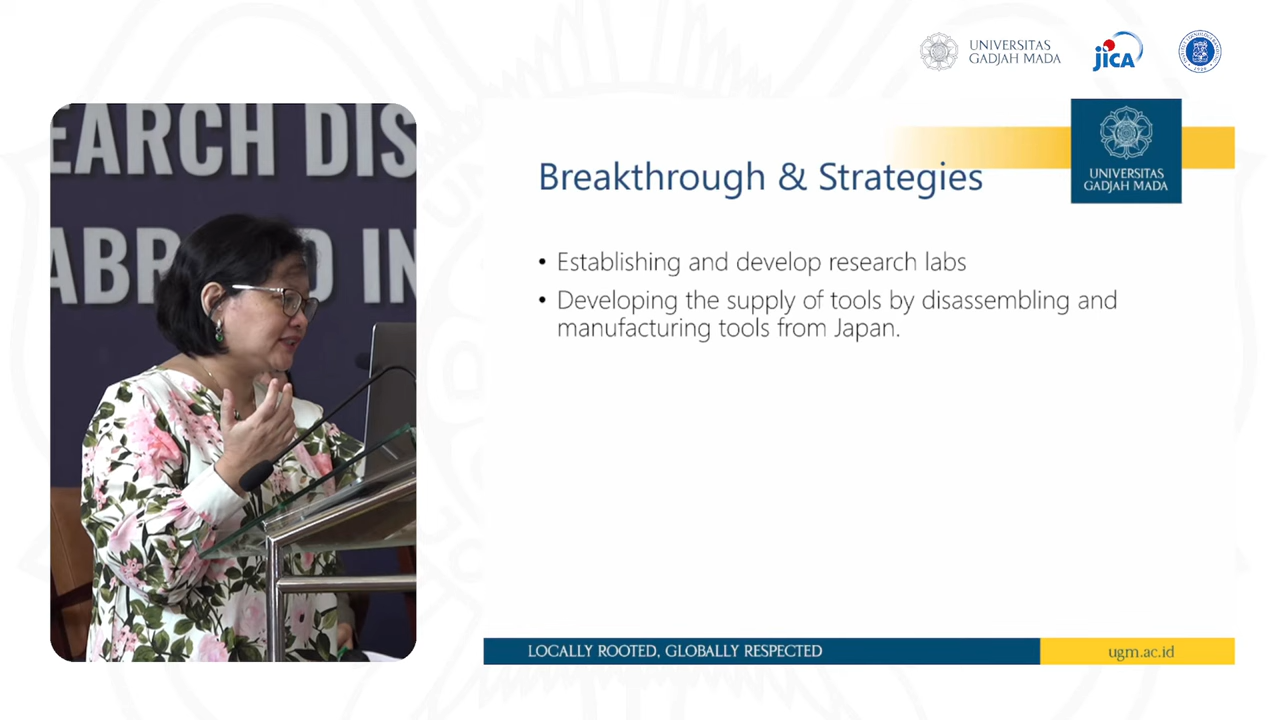 UNIVERSITAS
GADJAH MADA
JICA
EARCH DIS
IN
Breakthrough & Strategies
UNIVERSITAS
GADJAH MADA
• Establishing and develop research labs
• Developing the supply of tools by disassembling and
manufacturing tools from Japan.
LOCALLY ROOTED, GLOBALLY RESPECTED
ugm.ac.id